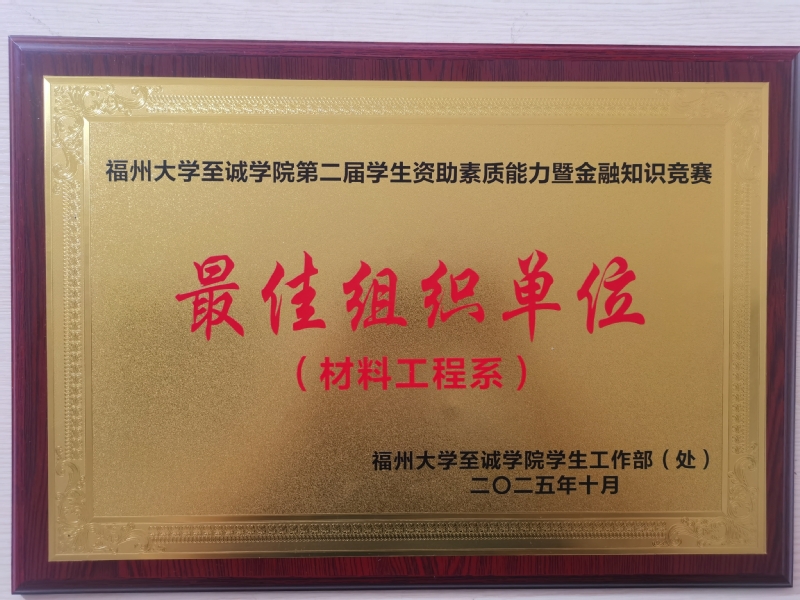 福州大学至诚学院第二届学生资助素质能力暨金融知识竞赛
最佳组织单位
（材料工程系）
福州大学至诚学院学生工作部（处）
二〇二五年十月